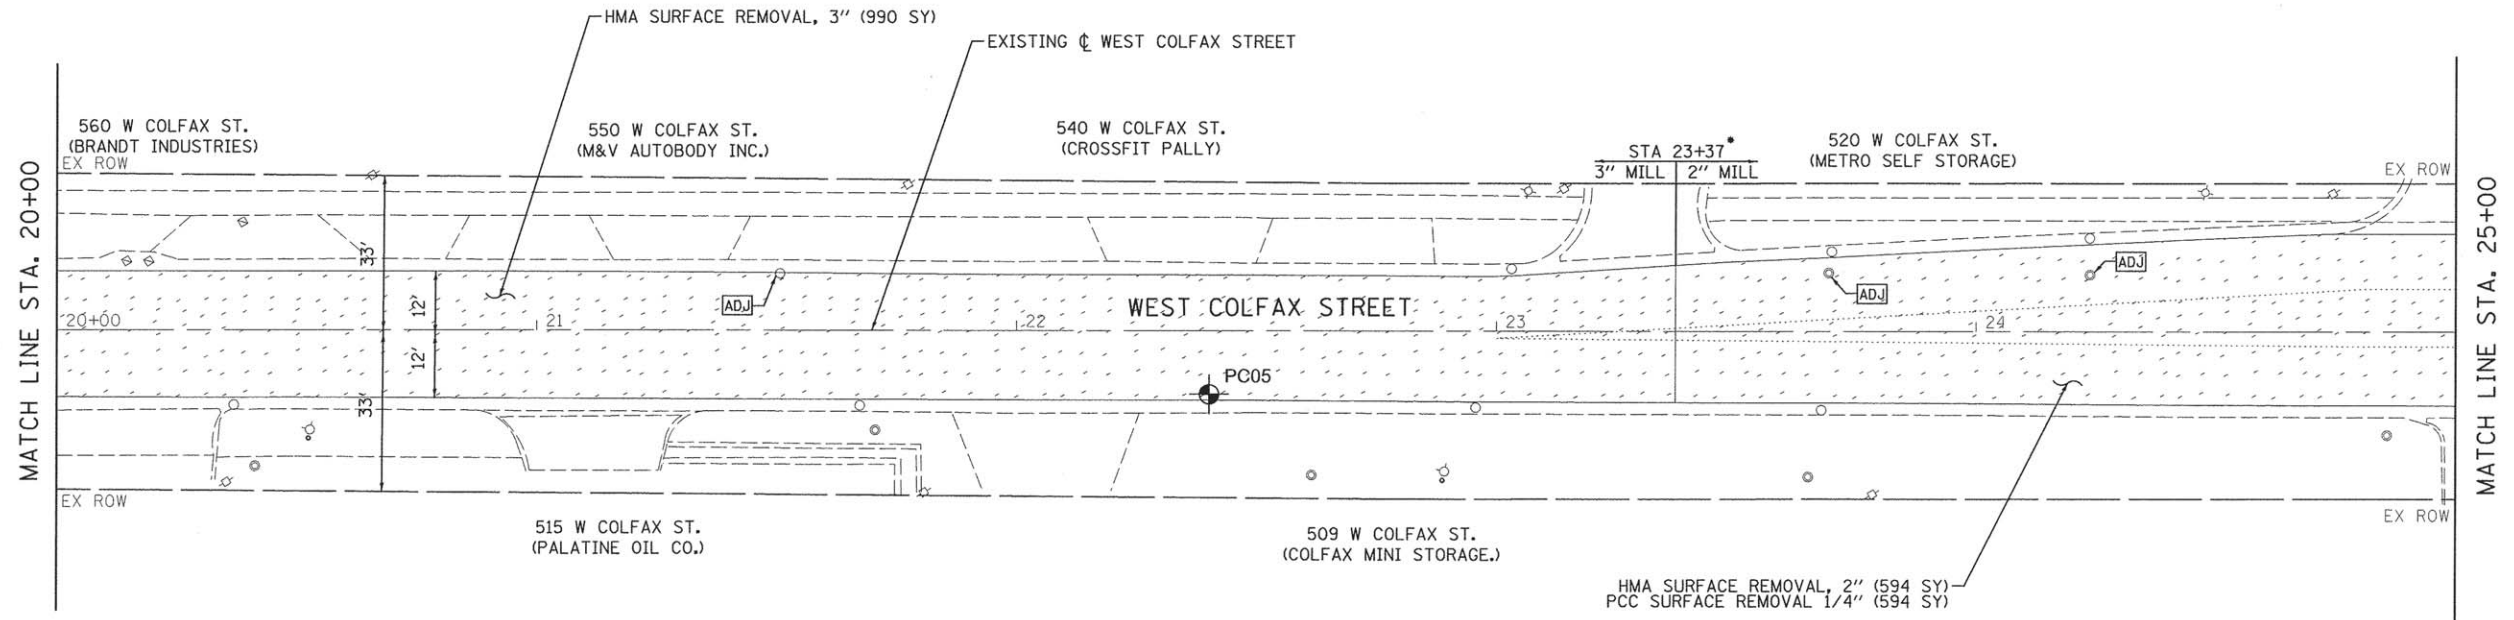 HMA SURFACE REMOVAL, 3" (990 SY)
EXISTING ℄ WEST COLFAX STREET
560 W COLFAX ST.
(BRANDT INDUSTRIES)
550 W COLFAX ST.
(M&V AUTOBODY INC.)
540 W COLFAX ST.
(CROSSFIT PALLY)
STA 23+37*
3" MILL 2" MILL
520 W COLFAX ST.
(METRO SELF STORAGE)
EX ROW
EX ROW
MATCH LINE STA. 20+00
MATCH LINE STA. 25+00
33'
12'
ADJ
WEST COLFAX STREET
ADJ
ADJ
20+00
21
22
23
24
12'
33'
PC05
EX ROW
EX ROW
515 W COLFAX ST.
(PALATINE OIL CO.)
509 W COLFAX ST.
(COLFAX MINI STORAGE.)
HMA SURFACE REMOVAL, 2" (594 SY)
PCC SURFACE REMOVAL 1/4" (594 SY)